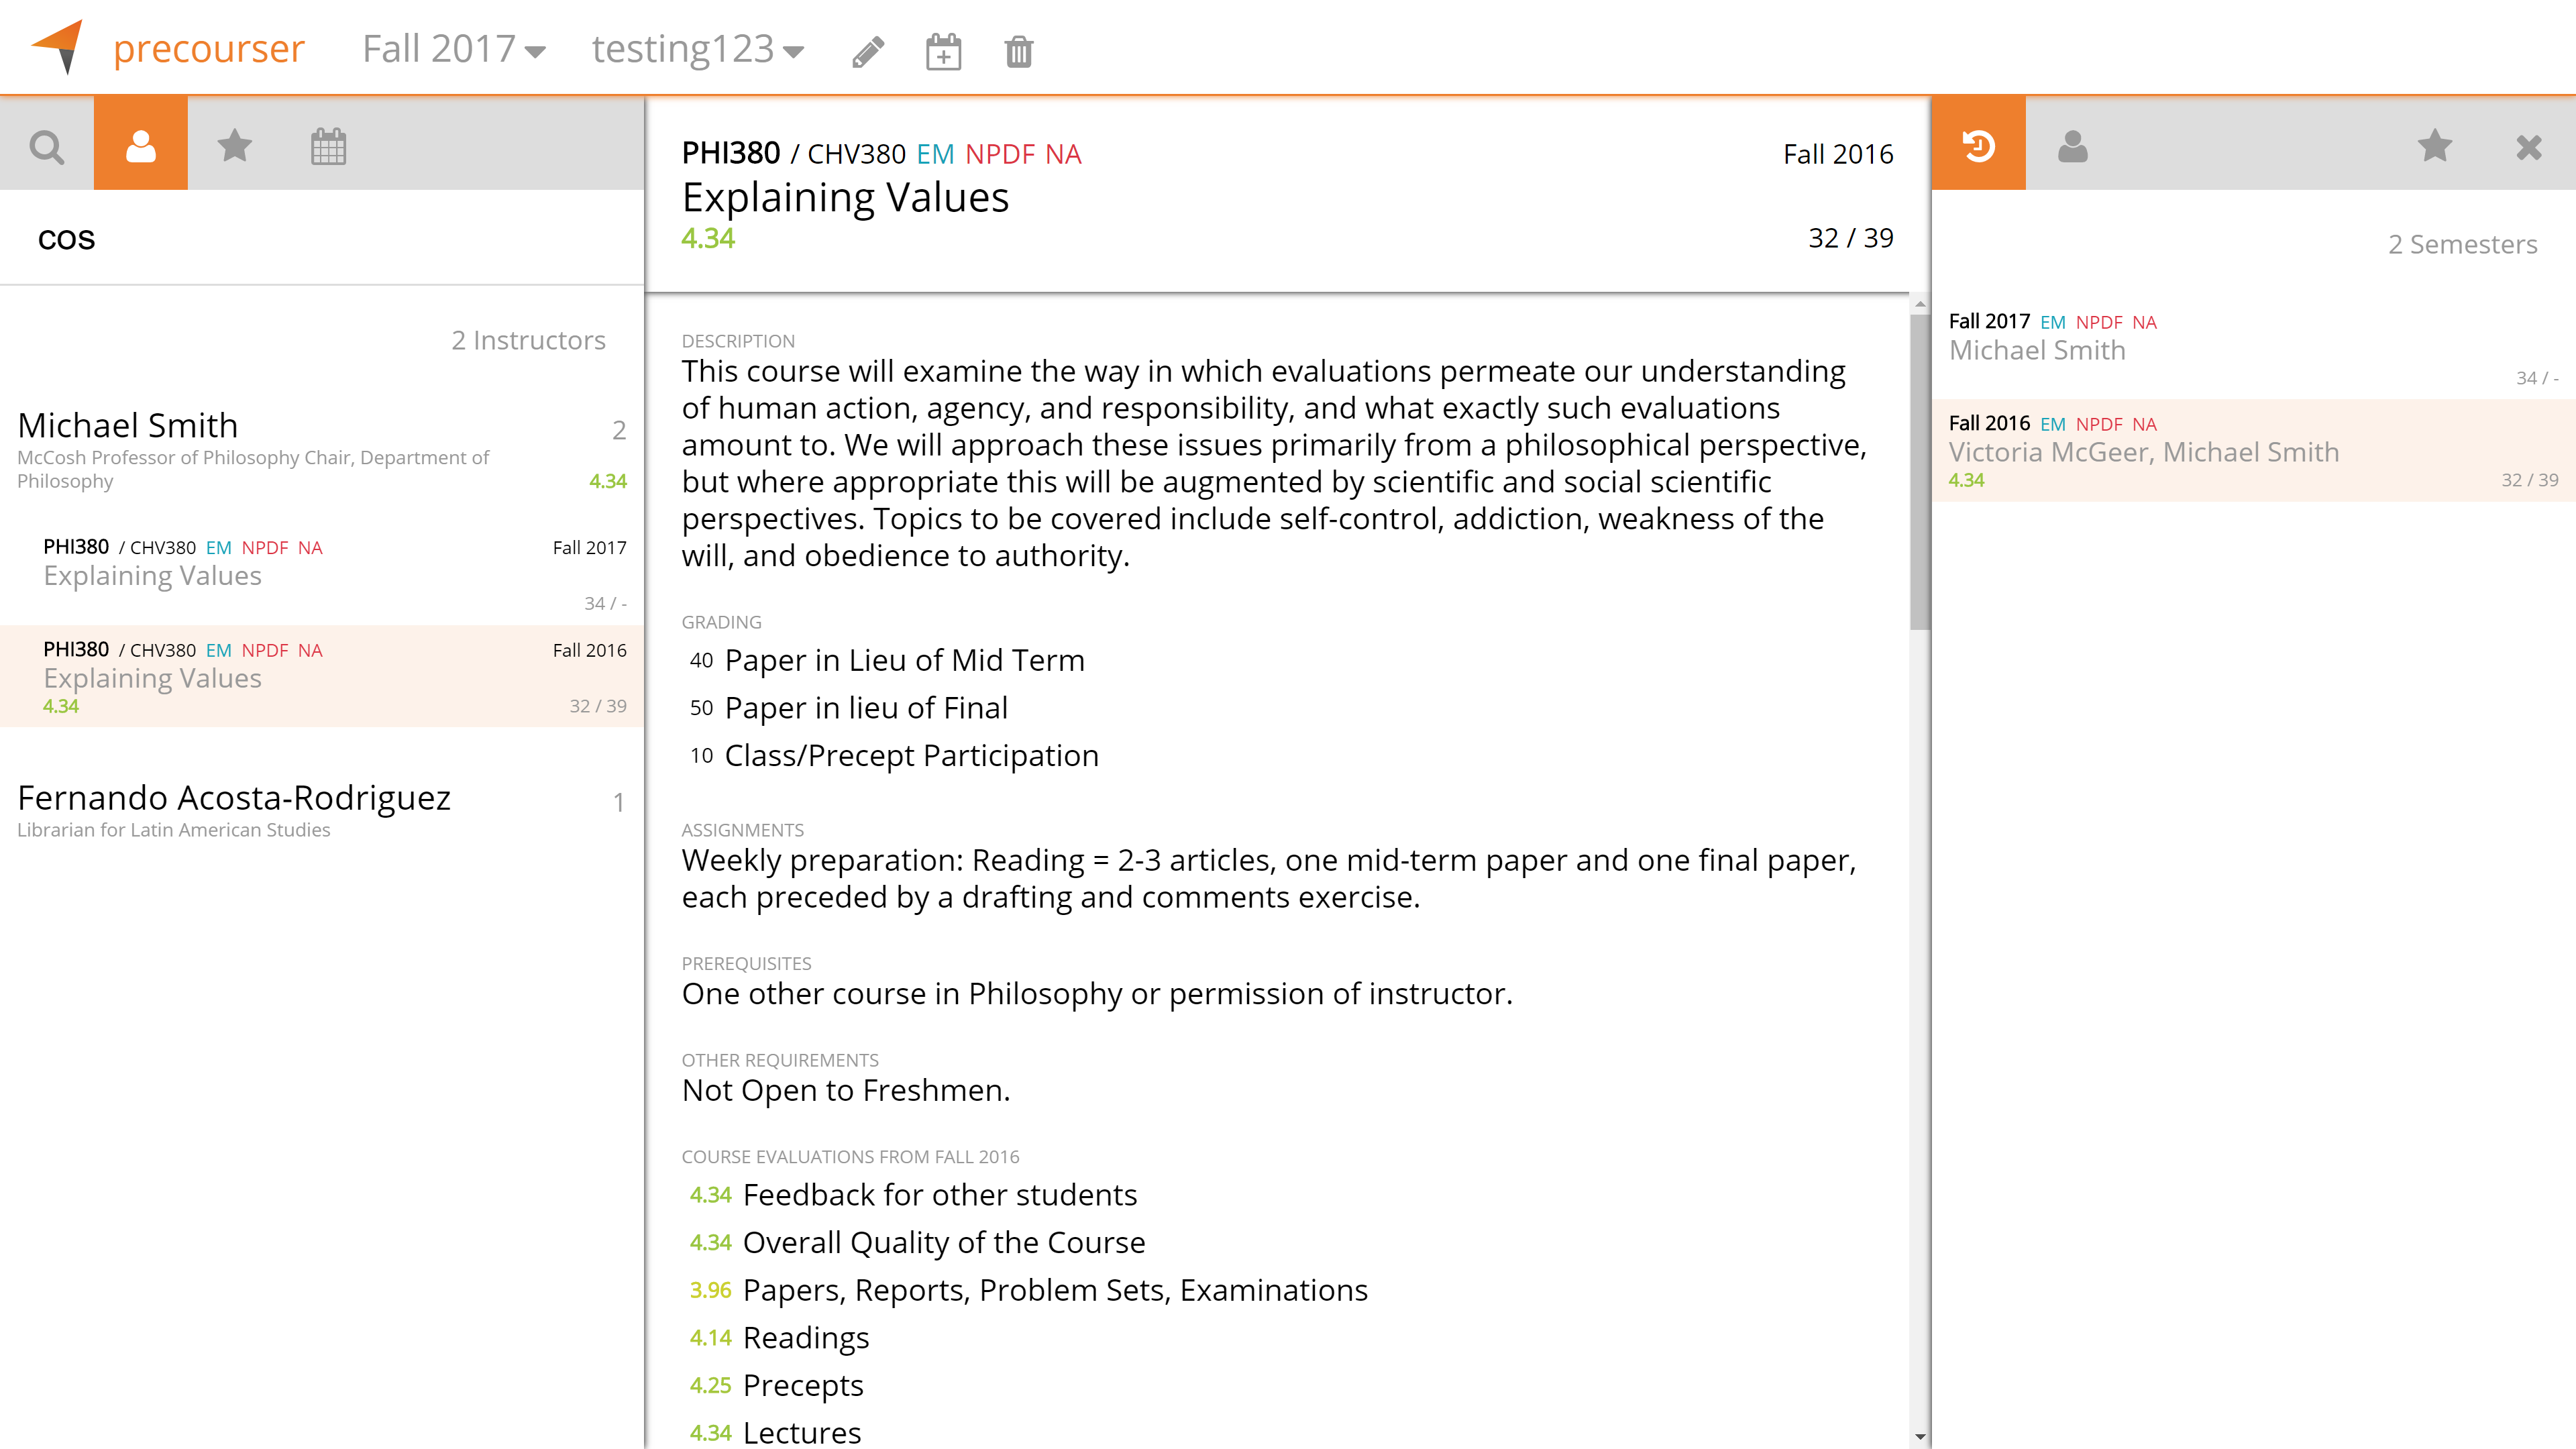 precourser
Fall 2017
testing123
cos
2 Instructors
Michael Smith
2
McCosh Professor of Philosophy Chair, Department of
Philosophy
4.34
PHI380 / CHV380 EM NPDF NA
Fall 2017
Explaining Values
34 / -
PHI380 / CHV380 EM NPDF NA
Fall 2016
Explaining Values
4.34
32 / 39
Fernando Acosta-Rodriguez
1
Librarian for Latin American Studies
PHI380 / CHV380 EM NPDF NA
Fall 2016
Explaining Values
4.34
32 / 39
DESCRIPTION
This course will examine the way in which evaluations permeate our understanding
of human action, agency, and responsibility, and what exactly such evaluations
amount to. We will approach these issues primarily from a philosophical perspective,
but where appropriate this will be augmented by scientific and social scientific
perspectives. Topics to be covered include self-control, addiction, weakness of the
will, and obedience to authority.
GRADING
40 Paper in Lieu of Mid Term
50 Paper in lieu of Final
10 Class/Precept Participation
ASSIGNMENTS
Weekly preparation: Reading = 2-3 articles, one mid-term paper and one final paper,
each preceded by a drafting and comments exercise.
PREREQUISITES
One other course in Philosophy or permission of instructor.
OTHER REQUIREMENTS
Not Open to Freshmen.
COURSE EVALUATIONS FROM FALL 2016
4.34 Feedback for other students
4.34 Overall Quality of the Course
3.96 Papers, Reports, Problem Sets, Examinations
4.14 Readings
4.25 Precepts
4.34 Lectures
2 Semesters
Fall 2017 EM NPDF NA
Michael Smith
34 / -
Fall 2016 EM NPDF NA
Victoria McGeer, Michael Smith
4.34
32 / 39